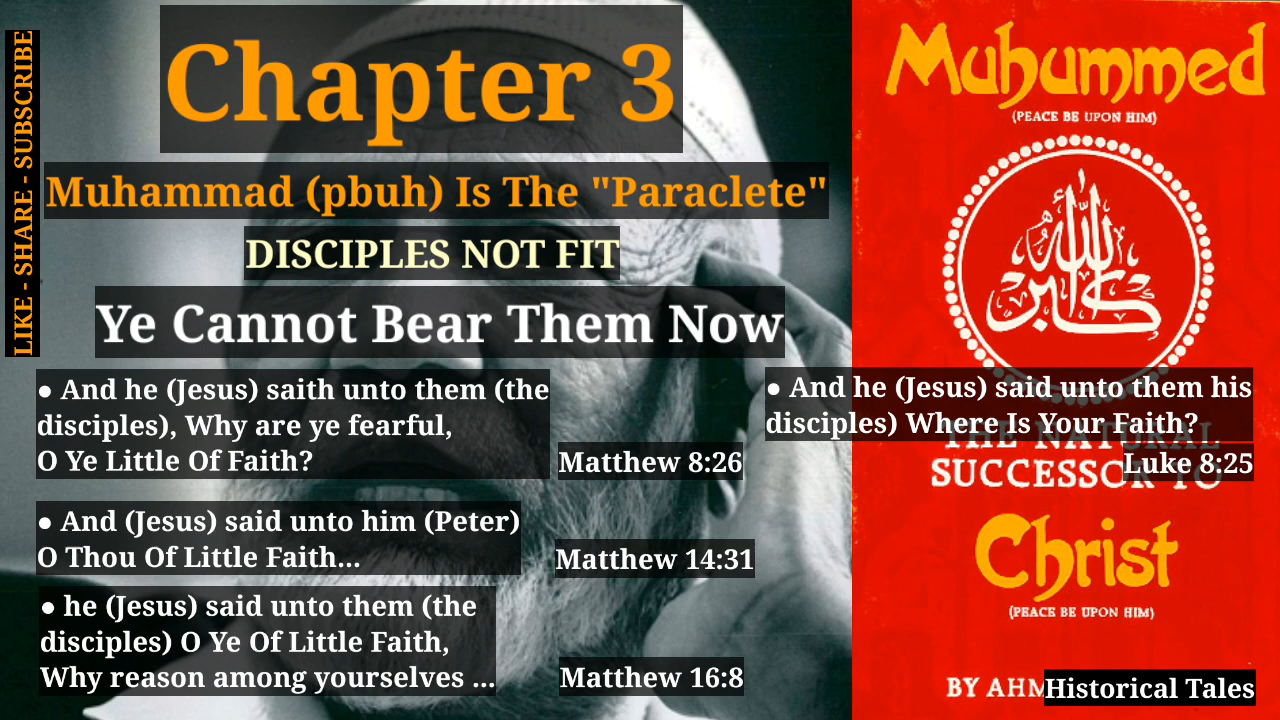 LIKE - SHARE - SUBSCRIBE
Chapter 3
Muhammad (pbuh) Is The "Paraclete"
DISCIPLES NOT FIT
Ye Cannot Bear Them Now
● And he (Jesus) saith unto them (the
disciples), Why are ye fearful,
O Ye Little Of Faith?
Matthew 8:26
● And (Jesus) said unto him (Peter)
O Thou Of Little Faith...
Matthew 14:31
● he (Jesus) said unto them (the
disciples) O Ye Of Little Faith,
Why reason among yourselves ...
Matthew 16:8
Muhummed
(PEACE BE UPON HIM)
الله أكبر
● And he (Jesus) said unto them his
disciples) Where Is Your Faith?
Luke 8:25
THE NATURAL
SUCCESSOR TO
Christ
(PEACE BE UPON HIM)
BY AHM
Historical Tales